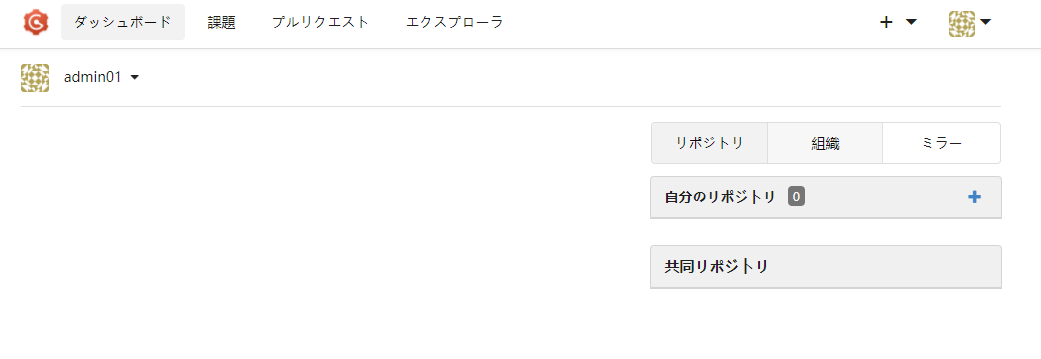 ダッシュボード 課題 プルリクエスト エクスプローラ
admin01
リポジトリ 組織 ミラー
自分のリポジトリ 0
共同リポジトリ